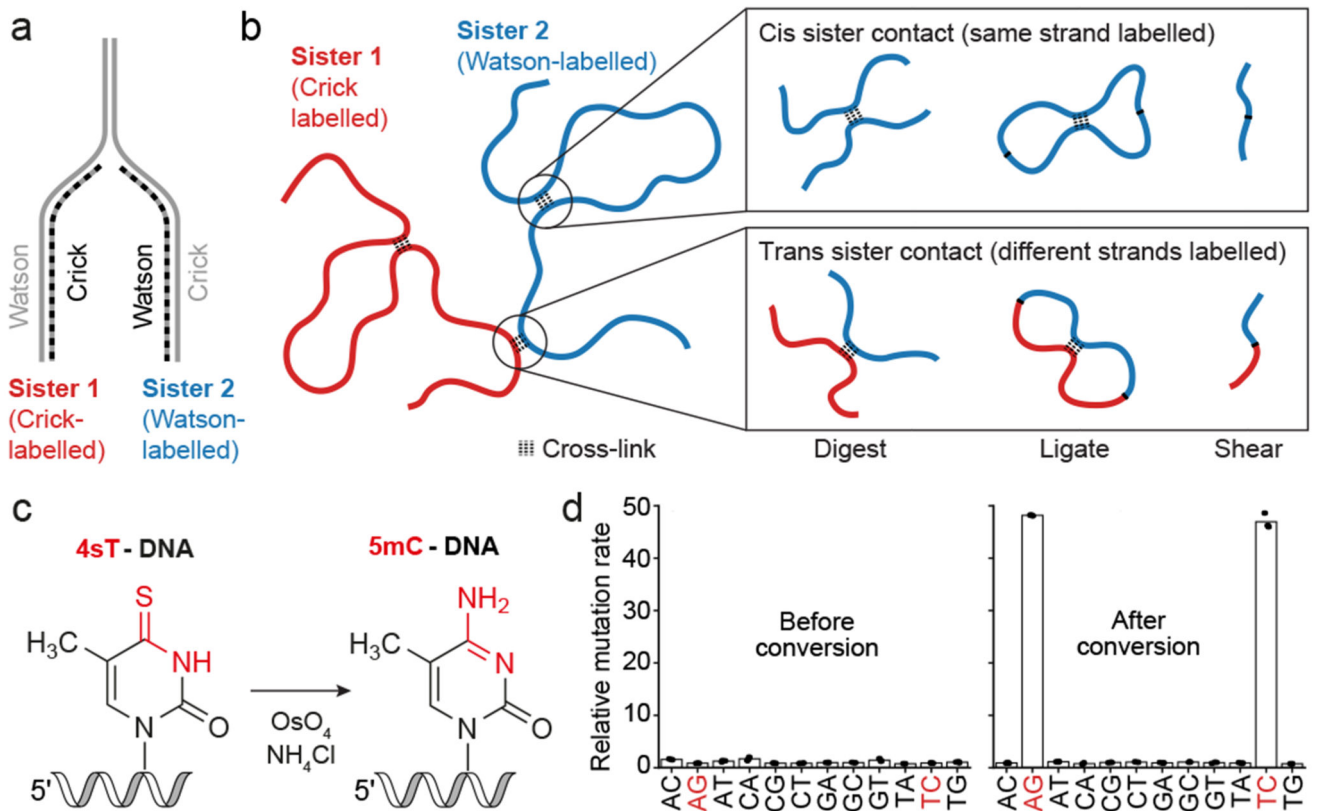 a
Watson
Crick
Watson
Crick
Sister 1
(Crick-
labelled)
Sister 2
(Watson-
labelled)
b
Sister 1
(Crick
labelled)
Sister 2
(Watson-labelled)
Cis sister contact (same strand labelled)
Trans sister contact (different strands labelled)
Cross-link
Digest
Ligate
Shear
c
4sT - DNA
S
H₃C
NH
N
O
5'
OsO₄
NH₄Cl
5mC - DNA
NH₂
H₃C
N
N
O
5'
d
Relative mutation rate
50
40
30
20
10
0
Before
conversion
AC
AG
AT
CA
CG
CT
GA
GC
GT
TA
TC
TG
After
conversion
AC
AG
AT
CA
CG
CT
GA
GC
GT
TA
TC
TG